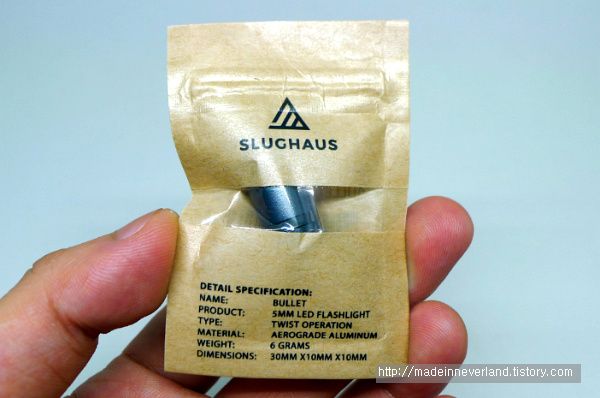 SLUGHAUS
DETAIL SPECIFICATION:
NAME: BULLET
PRODUCT: 5MM LED FLASHLIGHT
TYPE: TWIST OPERATION
MATERIAL: AEROGRADE ALUMINUM
WEIGHT: 6 GRAMS
DIMENSIONS: 30MM X10MM X10MM
http://madeinneverland.tistory.com